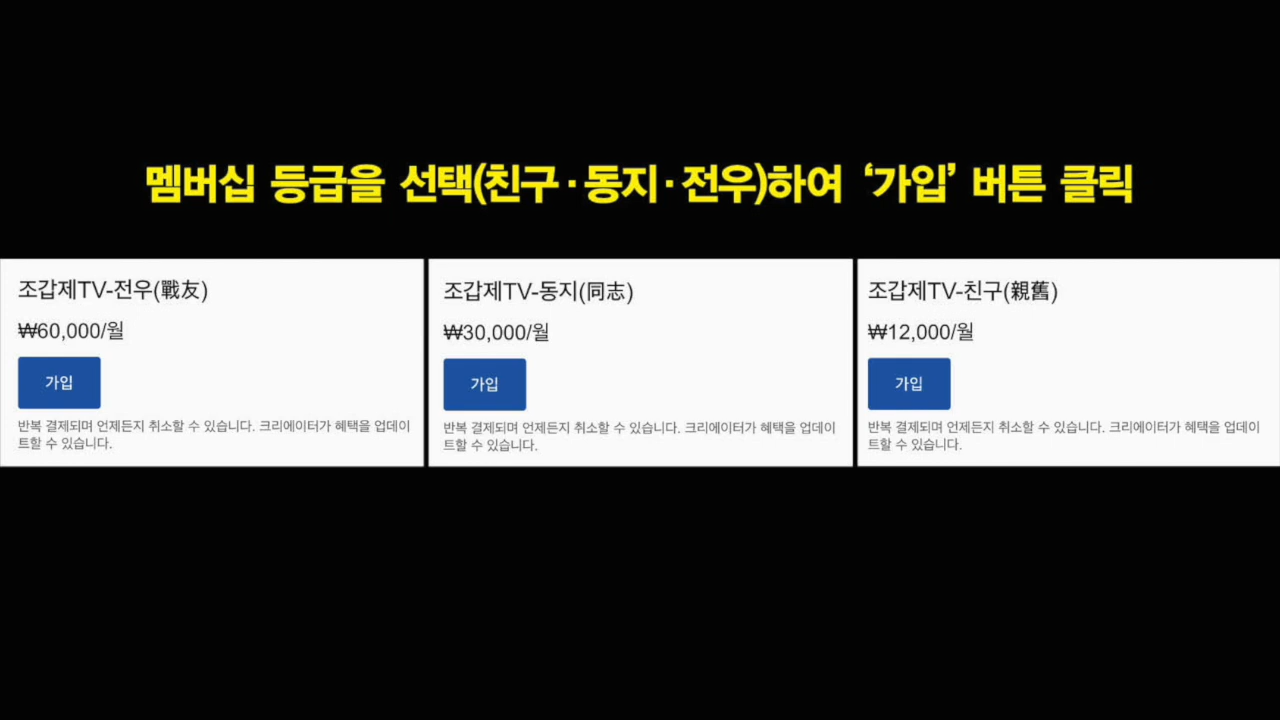 멤버십 등급을 선택(친구·동지·전우)하여 ‘가입’ 버튼 클릭
조갑제TV-전우(戰友)
₩60,000/월
가입
반복 결제되며 언제든지 취소할 수 있습니다. 크리에이터가 혜택을 업데이
트할 수 있습니다.
조갑제TV-동지(同志)
₩30,000/월
가입
반복 결제되며 언제든지 취소할 수 있습니다. 크리에이터가 혜택을 업데이
트할 수 있습니다.
조갑제TV-친구(親舊)
₩12,000/월
가입
반복 결제되며 언제든지 취소할 수 있습니다. 크리에이터가 혜택을 업데이
트할 수 있습니다.